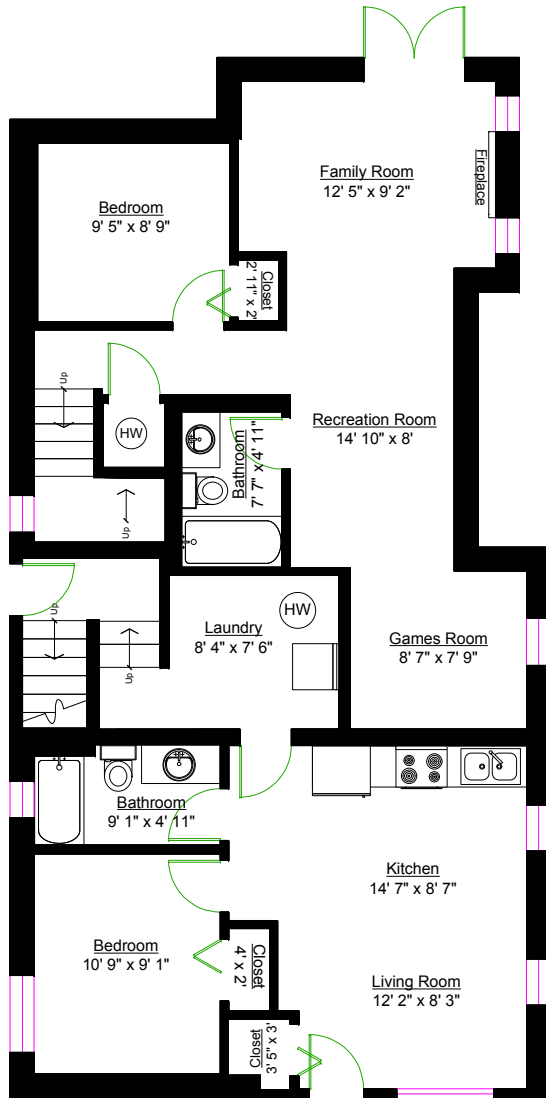 Family Room
12' 5" x 9' 2"
Fireplace
Bedroom
9' 5" x 8' 9"
Closet
2' 11" x 2'
Up
HW
Recreation Room
14' 10" x 8'
Bathroom
7' 7" x 4' 11"
Up
Up
Up
HW
Laundry
8' 4" x 7' 6"
Games Room
8' 7" x 7' 9"
Bathroom
9' 1" x 4' 11"
Kitchen
14' 7" x 8' 7"
Bedroom
10' 9" x 9' 1"
Closet
4' x 2'
Living Room
12' 2" x 8' 3"
Closet
3' 5" x 3'